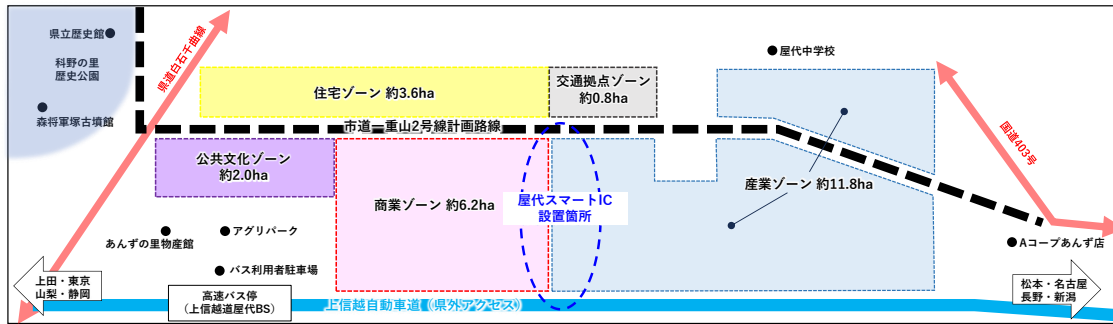 県立歴史館
科野の里
歴史公園
森将軍塚古墳館
県道白石千曲線
住宅ゾーン 約3.6ha
交通拠点ゾーン
約0.8ha
屋代中学校
国道403号
市道一重山2号線計画路線
公共文化ゾーン
約2.0ha
商業ゾーン 約6.2ha
屋代スマートIC
設置箇所
産業ゾーン 約11.8ha
あんずの里物産館
アグリパーク
バス利用者駐車場
Aコープあんず店
上田・東京
山梨・静岡
高速バス停
（上信越道屋代BS）
上信越自動車道（県外アクセス）
松本・名古屋
長野・新潟